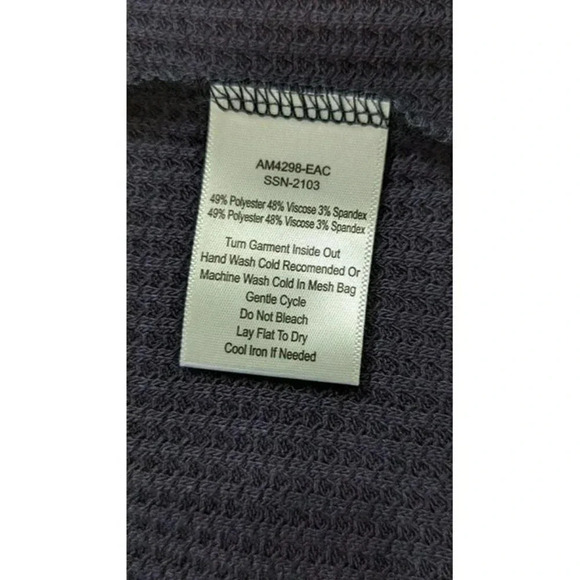 AM4298-EAC
SSN-2103
49% Polyester 48% Viscose 3% Spandex
49% Polyester 48% Viscose 3% Spandex
Turn Garment Inside Out
Hand Wash Cold Recomended Or
Machine Wash Cold In Mesh Bag
Gentle Cycle
Do Not Bleach
Lay Flat To Dry
Cool Iron If Needed